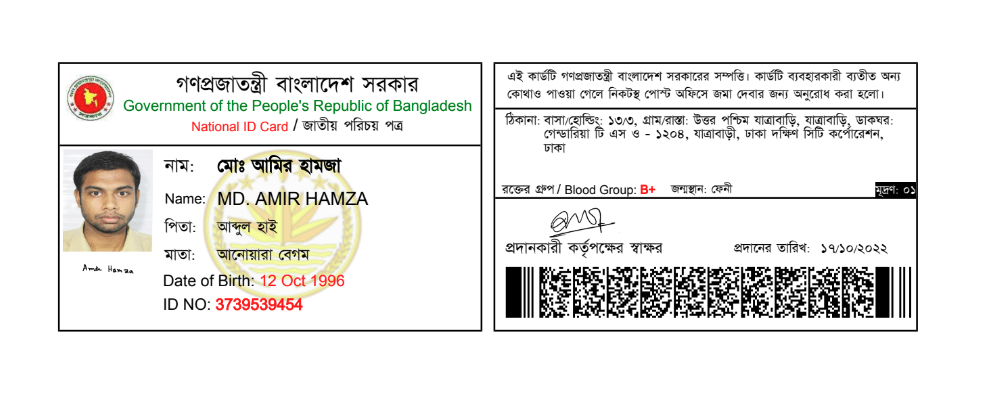 গণপ্রজাতন্ত্রী বাংলাদেশ সরকার
Government of the People's Republic of Bangladesh
National ID Card / জাতীয় পরিচয় পত্র
নাম: মোঃ আমির হামজা
Name: MD. AMIR HAMZA
পিতা: আব্দুল হাই
মাতা: আনোয়ারা বেগম
Date of Birth: 12 Oct 1996
ID NO: 3739539454
Amir Hamza
এই কার্ডটি গণপ্রজাতন্ত্রী বাংলাদেশ সরকারের সম্পত্তি। কার্ডটি ব্যবহারকারী ব্যতীত অন্য
কোথাও পাওয়া গেলে নিকটস্থ পোস্ট অফিসে জমা দেবার জন্য অনুরোধ করা হলো।
ঠিকানা: বাসা/হোল্ডিং: ১৩/৩, গ্রাম/রাস্তা: উত্তর পশ্চিম যাত্রাবাড়ি, যাত্রাবাড়ি, ডাকঘর:
গেন্ডারিয়া টি এস ও - ১২০৪, যাত্রাবাড়ী, ঢাকা দক্ষিণ সিটি কর্পোরেশন,
ঢাকা
রক্তের গ্রুপ / Blood Group: B+ জন্মস্থান: ফেনী মূদ্রণ: ০১
প্রদানকারী কর্তৃপক্ষের স্বাক্ষর প্রদানের তারিখ: ১৭/১০/২০২২